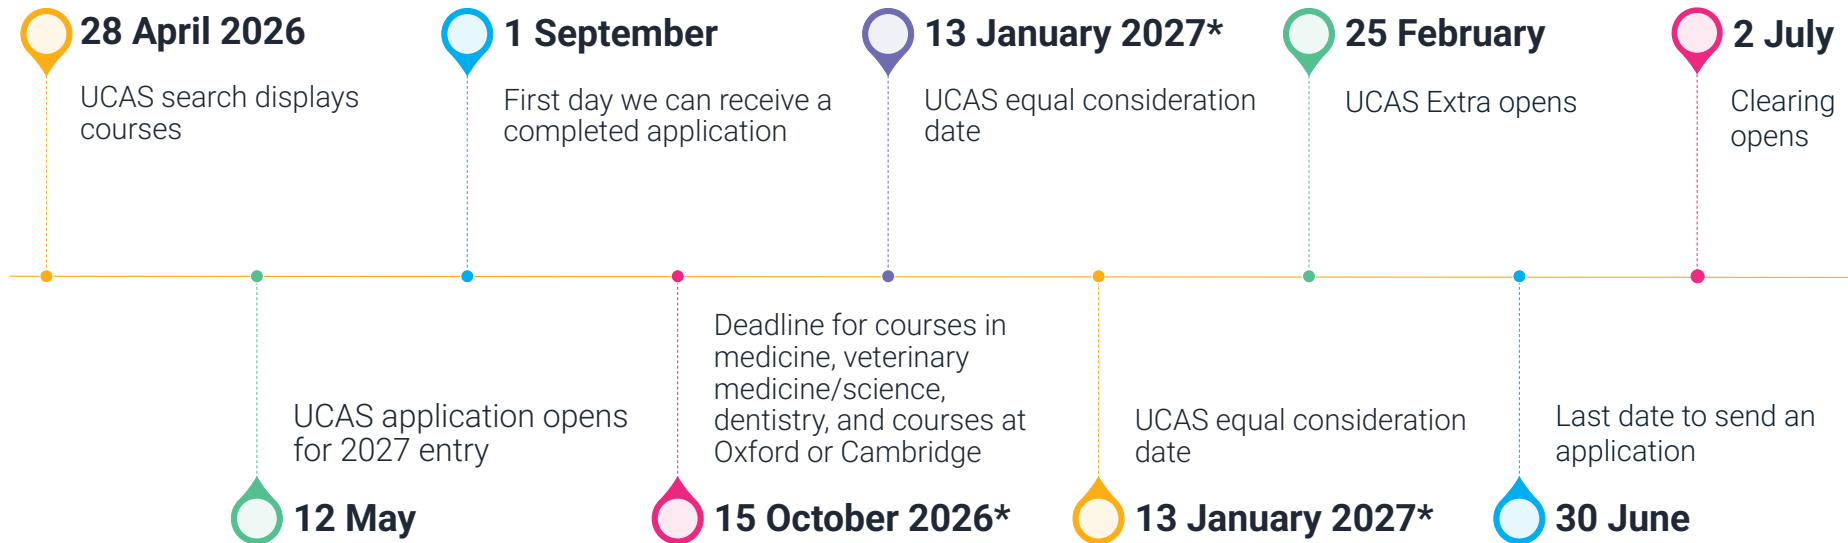 28 April 2026
UCAS search displays
courses
1 September
First day we can receive a
completed application
13 January 2027*
UCAS equal consideration
date
25 February
UCAS Extra opens
2 July
Clearing
opens
UCAS application opens
for 2027 entry
12 May
Deadline for courses in
medicine, veterinary
medicine/science,
dentistry, and courses at
Oxford or Cambridge
15 October 2026*
UCAS equal consideration
date
13 January 2027*
Last date to send an
application
30 June